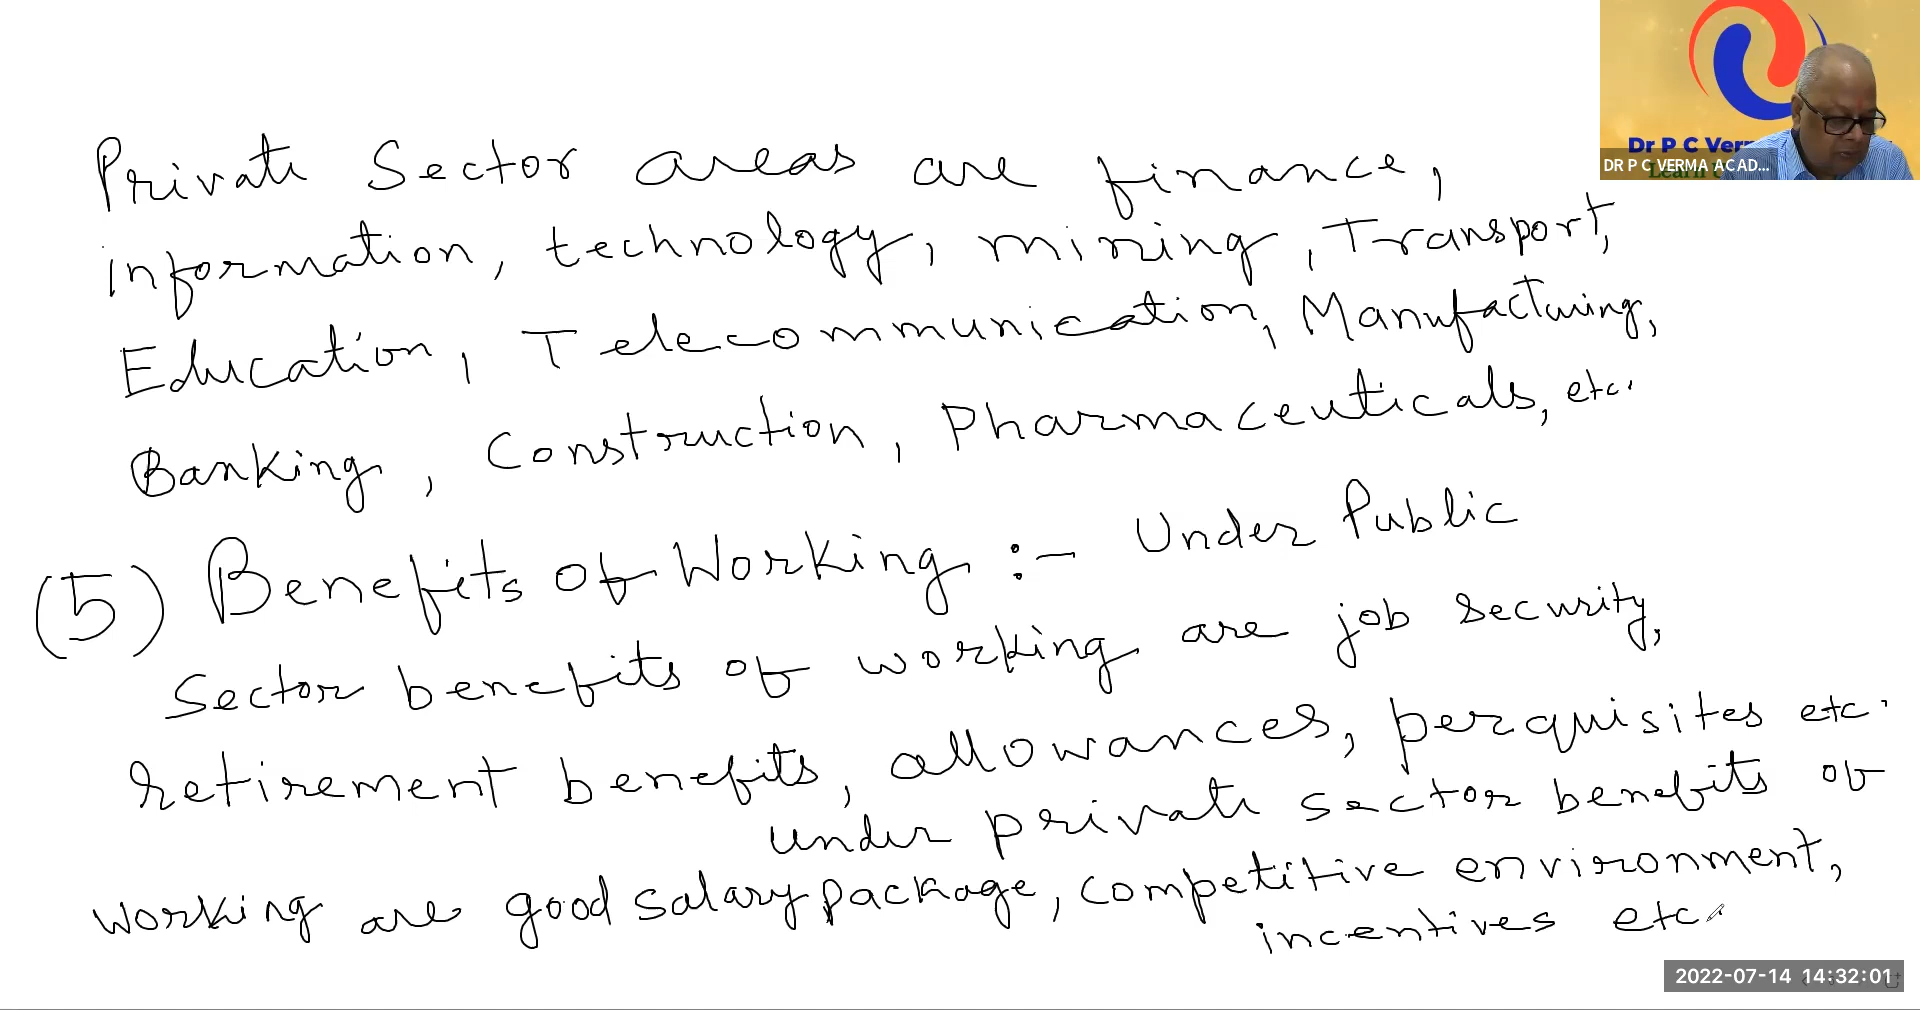 Private Sector areas are finance,
information, technology, mining, Transport,
Education, Telecommunication, Manufacturing,
Banking, Construction, Pharmaceuticals, etc.
(5) Benefits of Working :- Under Public
Sector benefits of working are job security,
retirement benefits, allowances, perquisites etc.
under private sector benefits of
working are good salary package, competitive environment,
incentives etc.
Dr P C Ver
DR P C VERMA ACAD...
Learn
2022-07-14 14:32:01